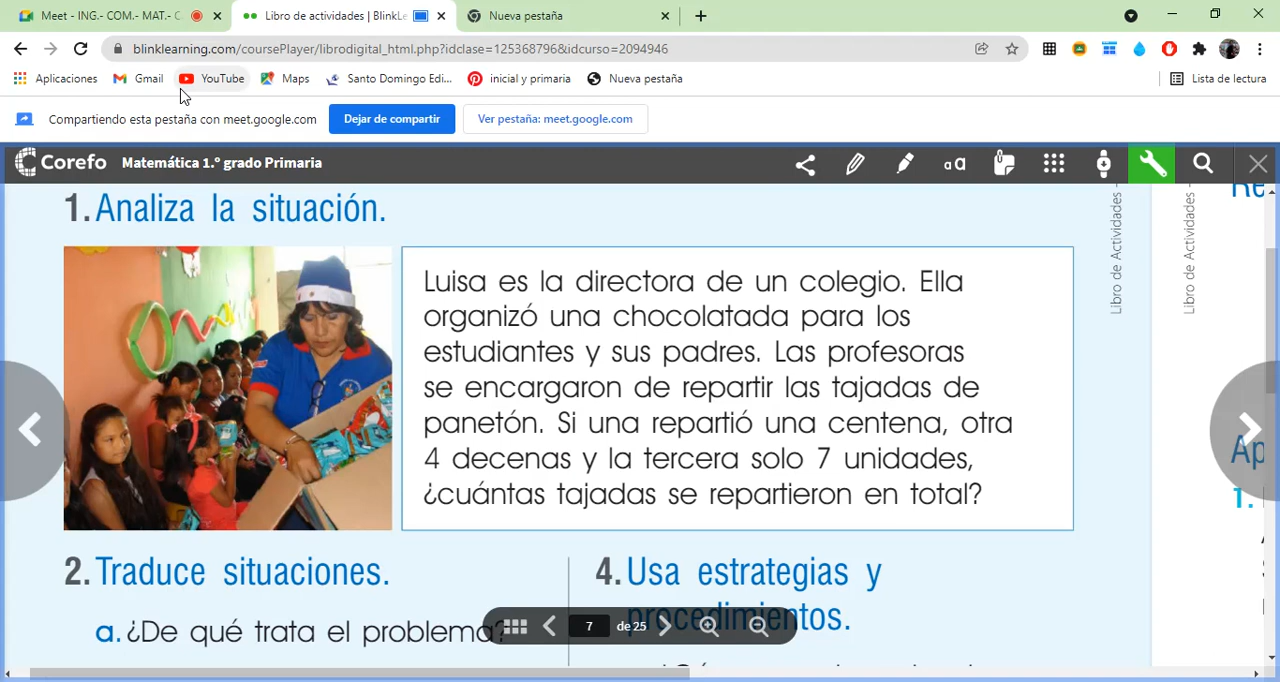 Meet - ING.- COM.- MAT.- C
Libro de actividades | BlinkLe
Nueva pestaña
blinklearning.com/coursePlayer/librodigital_html.php?idclase=125368796&idcurso=2094946
Aplicaciones Gmail YouTube Maps Santo Domingo Edi... inicial y primaria Nueva pestaña Lista de lectura
Compartiendo esta pestaña con meet.google.com Dejar de compartir Ver pestaña: meet.google.com
Corefo Matemática 1.º grado Primaria aa
1. Analiza la situación.
Luisa es la directora de un colegio. Ella
organizó una chocolatada para los
estudiantes y sus padres. Las profesoras
se encargaron de repartir las tajadas de
panetón. Si una repartió una centena, otra
4 decenas y la tercera solo 7 unidades,
¿cuántas tajadas se repartieron en total?
Libro de Actividades -
Libro de Actividades -
Re
Ap
1.
2. Traduce situaciones.
a. ¿De qué trata el problema?
4. Usa estrategias y
procedimientos.
7 de 25